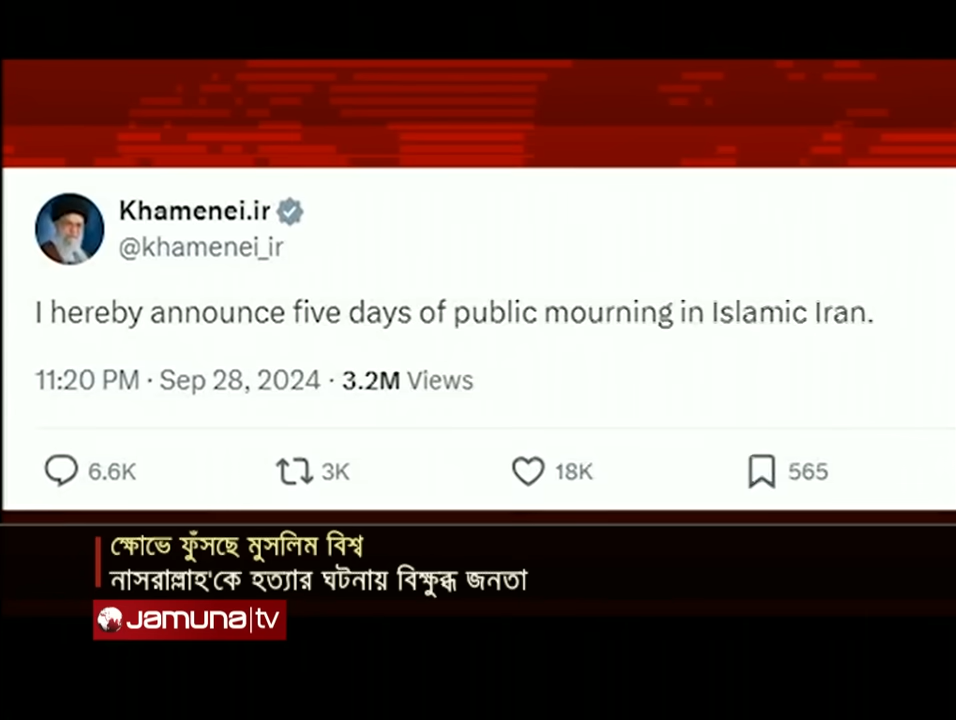 Khamenei.ir
@khamenei_ir
I hereby announce five days of public mourning in Islamic Iran.
11:20 PM · Sep 28, 2024 · 3.2M Views
6.6K 3K 18K 565
ক্ষোভে ফুঁসছে মুসলিম বিশ্ব
নাসরাল্লাহ'কে হত্যার ঘটনায় বিক্ষুব্ধ জনতা
Jamuna|tv